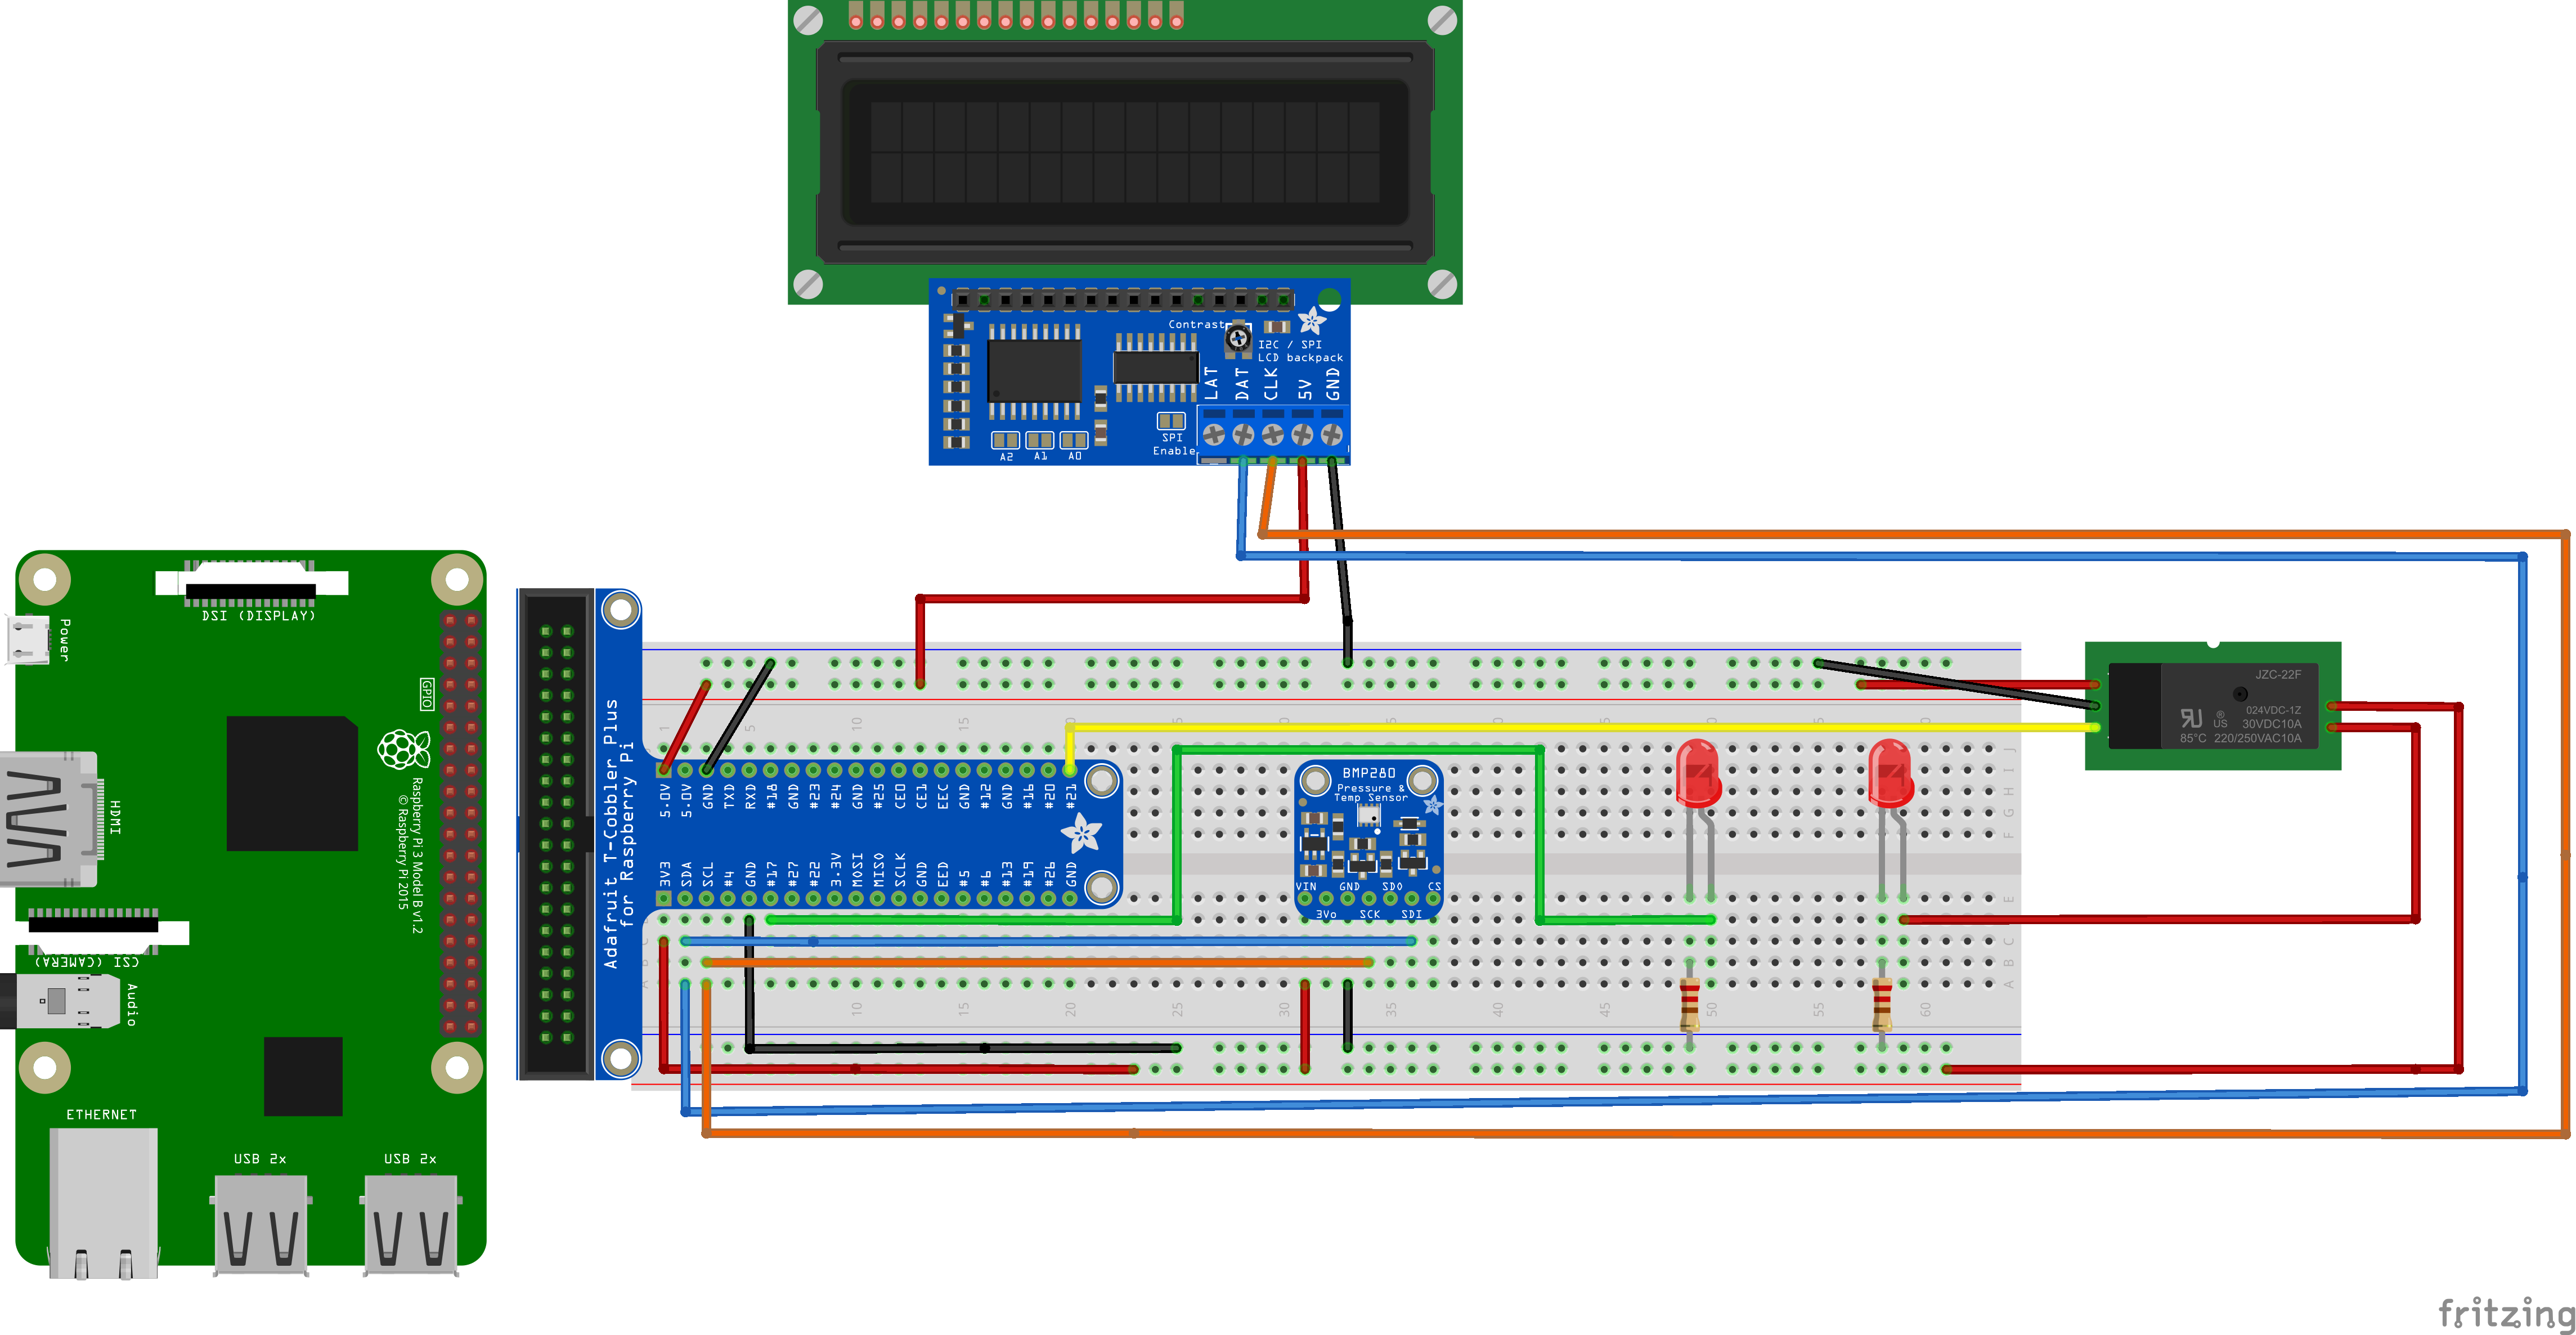 Contrast
I2C / SPI
LCD backpack
LAT
DAT
CLK
5V
GND
SPI
Enable
A2
A1
A0
DSI (DISPLAY)
Power
GPIO
HDMI
Raspberry Pi 3 Model B v1.2
© Raspberry Pi 2015
CSI (CAMERA)
Audio
ETHERNET
USB 2x
USB 2x
Adafruit T-Cobbler Plus
for Raspberry Pi
5.0V
5.0V
GND
TXD
RXD
#18
GND
#23
#24
GND
#25
CE0
CE1
EEC
GND
#12
GND
#16
#20
#21
3V3
SDA
SCL
#4
GND
#17
#27
#22
3.3V
MOSI
MISO
SCLK
GND
EED
#5
#6
#13
#19
#26
GND
BMP280
Pressure &
Temp Sensor
VIN
GND
SDO
CS
3Vo
SCK
SDI
1
5
10
15
J
I
H
G
F
E
C
B
A
10
15
20
25
30
35
40
45
50
55
60
JZC-22F
024VDC-1Z
® US 30VDC10A
85°C 220/250VAC10A
fritzing